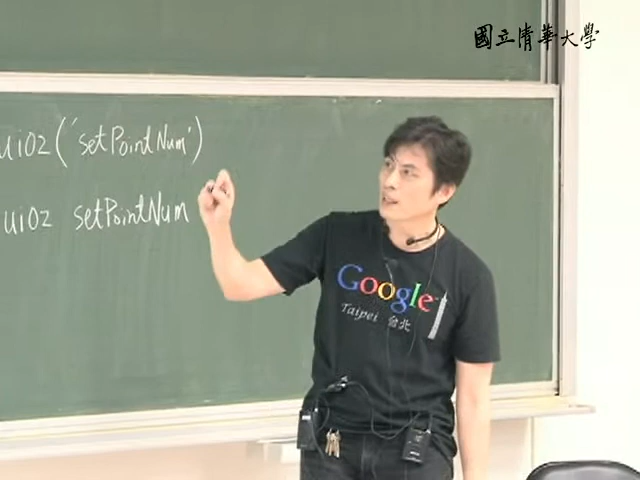 國立清華大學
ui02('setPointNum')
ui02 setPointNum
Google
Taipei 台北